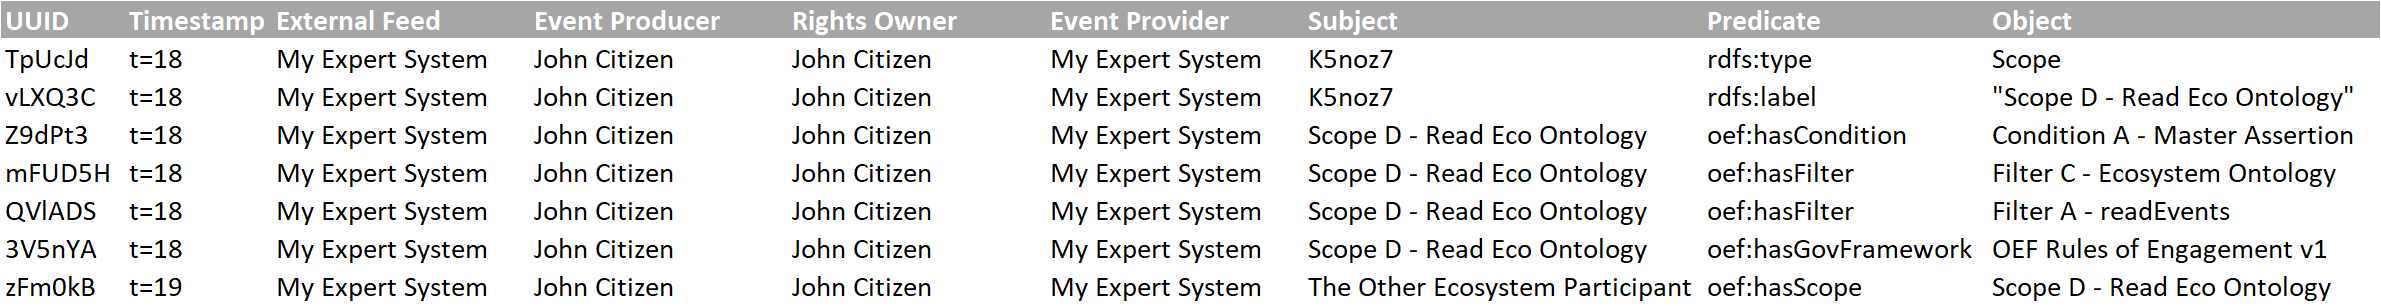 UUID Timestamp External Feed Event Producer Rights Owner Event Provider Subject Predicate Object
TpUcJd t=18 My Expert System John Citizen John Citizen My Expert System K5noz7 rdfs:type Scope
vLXQ3C t=18 My Expert System John Citizen John Citizen My Expert System K5noz7 rdfs:label "Scope D - Read Eco Ontology"
Z9dPt3 t=18 My Expert System John Citizen John Citizen My Expert System Scope D - Read Eco Ontology oef:hasCondition Condition A - Master Assertion
mFUD5H t=18 My Expert System John Citizen John Citizen My Expert System Scope D - Read Eco Ontology oef:hasFilter Filter C - Ecosystem Ontology
QVlADS t=18 My Expert System John Citizen John Citizen My Expert System Scope D - Read Eco Ontology oef:hasFilter Filter A - readEvents
3V5nYA t=18 My Expert System John Citizen John Citizen My Expert System Scope D - Read Eco Ontology oef:hasGovFramework OEF Rules of Engagement v1
zFm0kB t=19 My Expert System John Citizen John Citizen My Expert System The Other Ecosystem Participant oef:hasScope Scope D - Read Eco Ontology